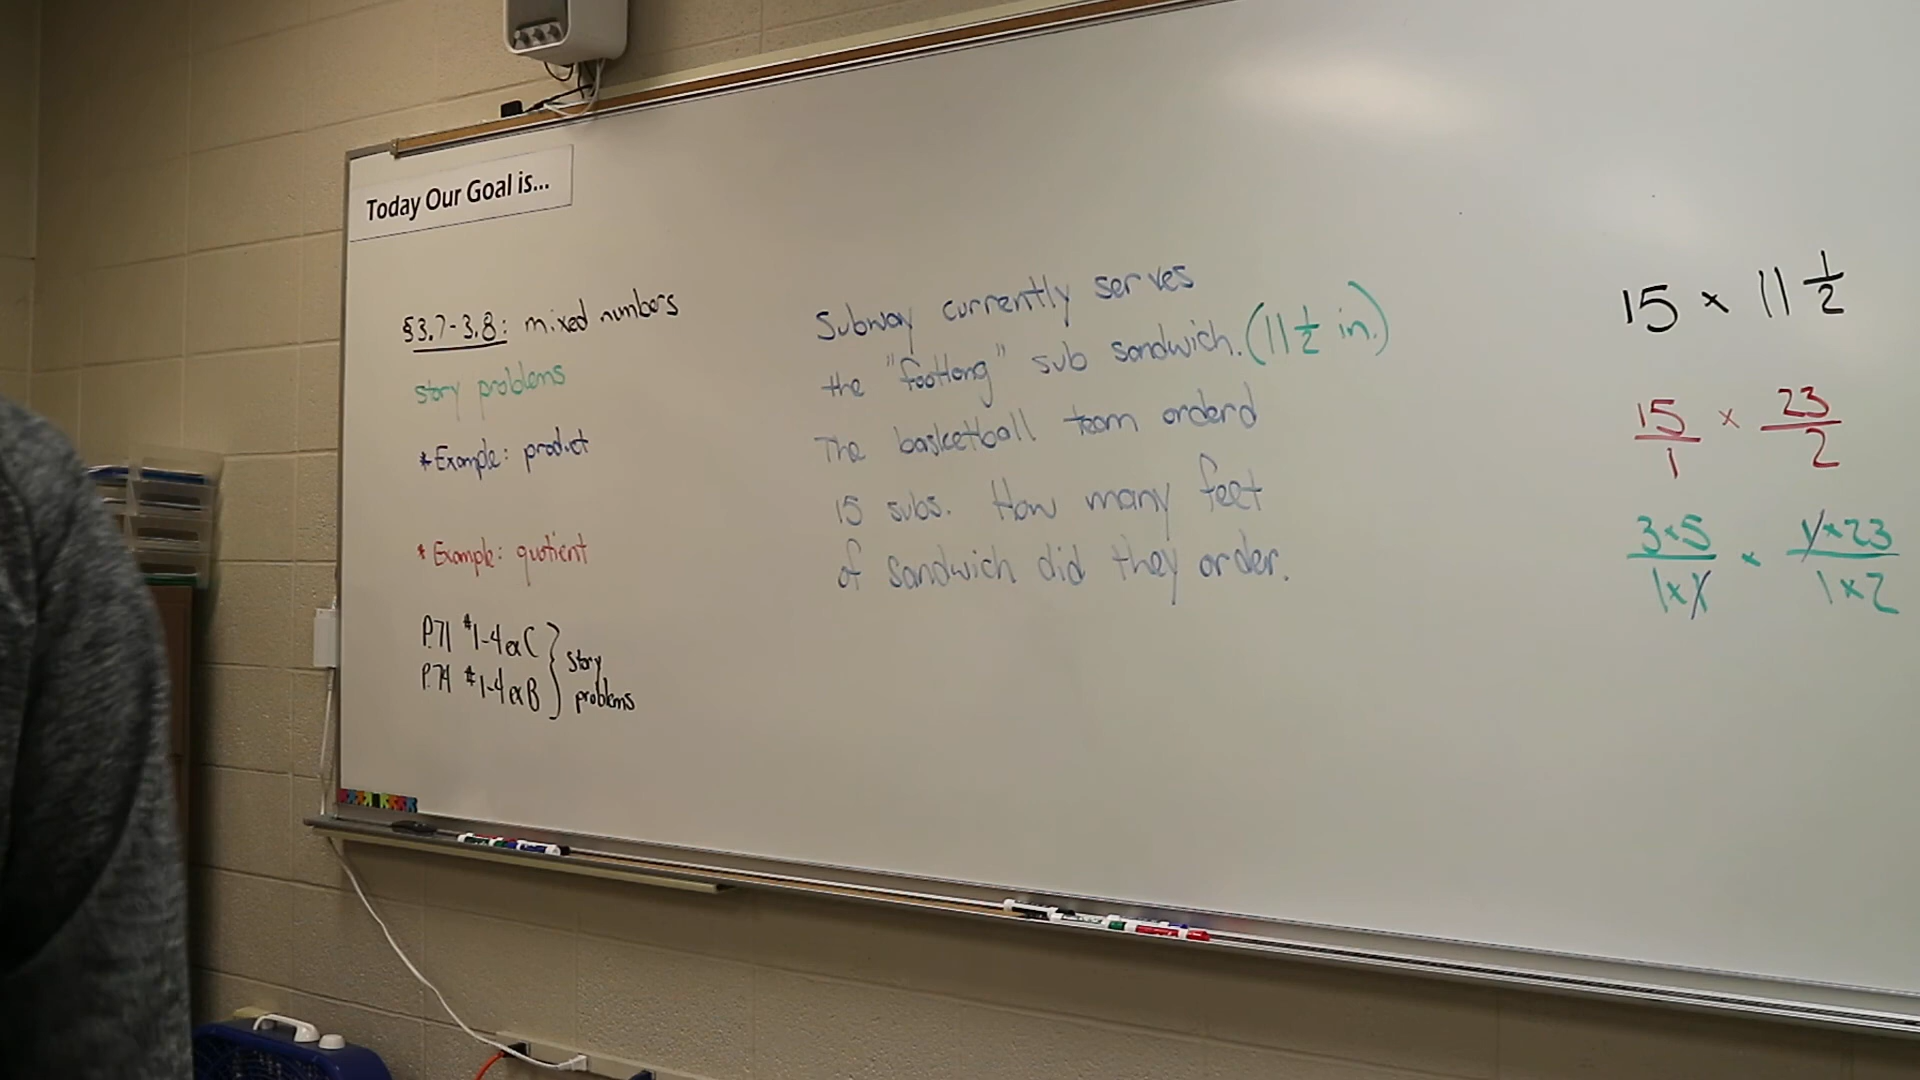 Today Our Goal is...
§3.7-3.8: mixed numbers
story problems
*Example: product
*Example: quotient
P.71 #1-4 ex C } story
P.74 #1-4 ex B } problems
Subway currently serves
the "footlong" sub sandwich. (11 1/2 in.)
The basketball team orderd
15 subs. How many feet
of sandwich did they order.
15 × 11 1/2
15/1 × 23/2
3×5/1×1 × 1×23/1×2